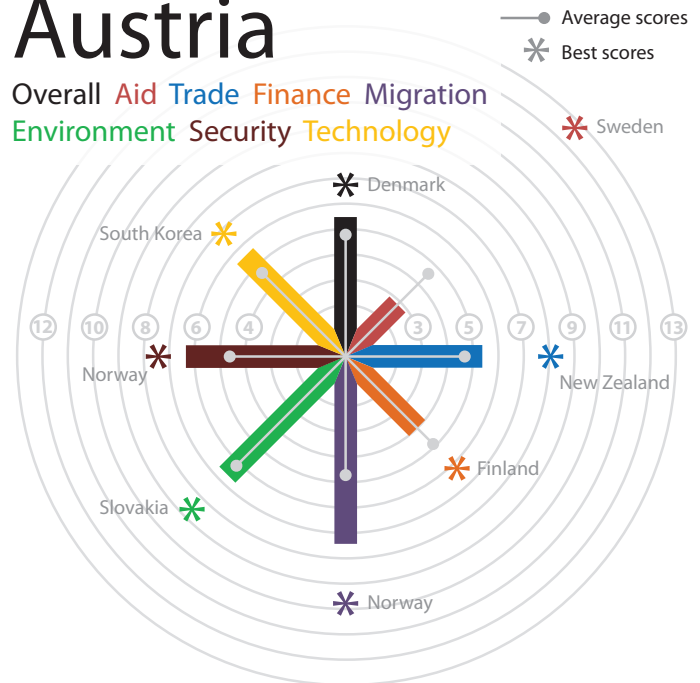 Austria
Average scores
Best scores
Overall Aid Trade Finance Migration
Environment Security Technology
Sweden
Denmark
South Korea
12 10 8 6 4 3 5 7 9 11 13
Norway
New Zealand
Finland
Slovakia
Norway